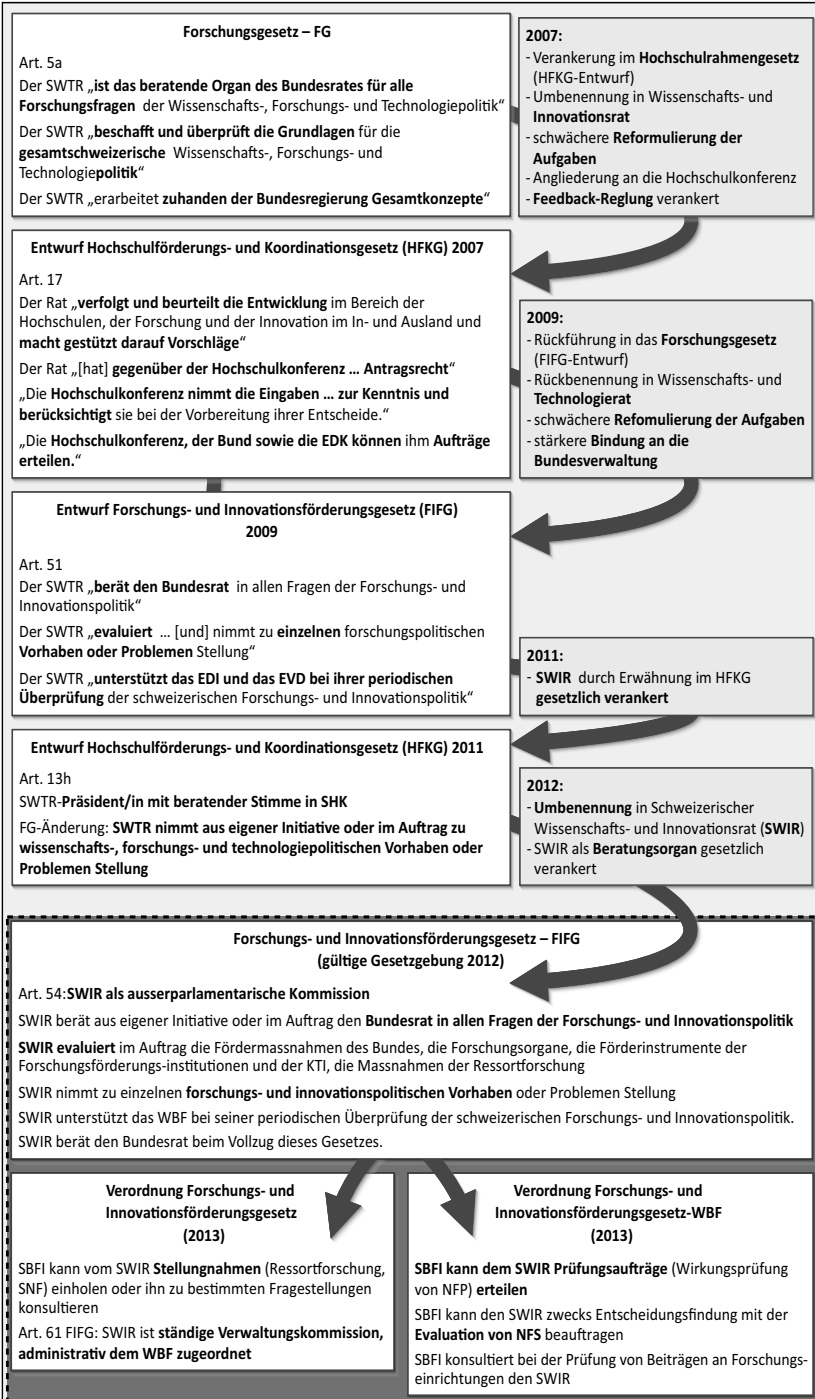 Forschungsgesetz – FG
Art. 5a
Der SWTR „ist das beratende Organ des Bundesrates für alle
Forschungsfragen der Wissenschafts-, Forschungs- und Technologiepolitik“
Der SWTR „beschafft und überprüft die Grundlagen für die
gesamtschweizerische Wissenschafts-, Forschungs- und
Technologiepolitik“
Der SWTR „erarbeitet zuhanden der Bundesregierung Gesamtkonzepte“
2007:
- Verankerung im Hochschulrahmengesetz
(HFKG-Entwurf)
- Umbenennung in Wissenschafts- und
Innovationsrat
- schwächere Reformulierung der
Aufgaben
- Angliederung an die Hochschulkonferenz
- Feedback-Reglung verankert
Entwurf Hochschulförderungs- und Koordinationsgesetz (HFKG) 2007
Art. 17
Der Rat „verfolgt und beurteilt die Entwicklung im Bereich der
Hochschulen, der Forschung und der Innovation im In- und Ausland und
macht gestützt darauf Vorschläge“
Der Rat „[hat] gegenüber der Hochschulkonferenz ... Antragsrecht“
„Die Hochschulkonferenz nimmt die Eingaben ... zur Kenntnis und
berücksichtigt sie bei der Vorbereitung ihrer Entscheide.“
„Die Hochschulkonferenz, der Bund sowie die EDK können ihm Aufträge
erteilen.“
2009:
- Rückführung in das Forschungsgesetz
(FIFG-Entwurf)
- Rückbenennung in Wissenschafts- und
Technologierat
- schwächere Refomulierung der Aufgaben
- stärkere Bindung an die
Bundesverwaltung
Entwurf Forschungs- und Innovationsförderungsgesetz (FIFG)
2009
Art. 51
Der SWTR „berät den Bundesrat in allen Fragen der Forschungs- und
Innovationspolitik“
Der SWTR „evaluiert ... [und] nimmt zu einzelnen forschungspolitischen
Vorhaben oder Problemen Stellung“
Der SWTR „unterstützt das EDI und das EVD bei ihrer periodischen
Überprüfung der schweizerischen Forschungs- und Innovationspolitik“
2011:
- SWIR durch Erwähnung im HFKG
gesetzlich verankert
Entwurf Hochschulförderungs- und Koordinationsgesetz (HFKG) 2011
Art. 13h
SWTR-Präsident/in mit beratender Stimme in SHK
FG-Änderung: SWTR nimmt aus eigener Initiative oder im Auftrag zu
wissenschafts-, forschungs- und technologiepolitischen Vorhaben oder
Problemen Stellung
2012:
- Umbenennung in Schweizerischer
Wissenschafts- und Innovationsrat (SWIR)
- SWIR als Beratungsorgan gesetzlich
verankert
Forschungs- und Innovationsförderungsgesetz – FIFG
(gültige Gesetzgebung 2012)
Art. 54:SWIR als ausserparlamentarische Kommission
SWIR berät aus eigener Initiative oder im Auftrag den Bundesrat in allen Fragen der Forschungs- und Innovationspolitik
SWIR evaluiert im Auftrag die Fördermassnahmen des Bundes, die Forschungsorgane, die Förderinstrumente der
Forschungsförderungs-institutionen und der KTI, die Massnahmen der Ressortforschung
SWIR nimmt zu einzelnen forschungs- und innovationspolitischen Vorhaben oder Problemen Stellung
SWIR unterstützt das WBF bei seiner periodischen Überprüfung der schweizerischen Forschungs- und Innovationspolitik.
SWIR berät den Bundesrat beim Vollzug dieses Gesetzes.
Verordnung Forschungs- und
Innovationsförderungsgesetz
(2013)
SBFI kann vom SWIR Stellungnahmen (Ressortforschung,
SNF) einholen oder ihn zu bestimmten Fragestellungen
konsultieren
Art. 61 FIFG: SWIR ist ständige Verwaltungskommission,
administrativ dem WBF zugeordnet
Verordnung Forschungs- und
Innovationsförderungsgesetz-WBF
(2013)
SBFI kann dem SWIR Prüfungsaufträge (Wirkungsprüfung
von NFP) erteilen
SBFI kann den SWIR zwecks Entscheidungsfindung mit der
Evaluation von NFS beauftragen
SBFI konsultiert bei der Prüfung von Beiträgen an Forschungs-
einrichtungen den SWIR